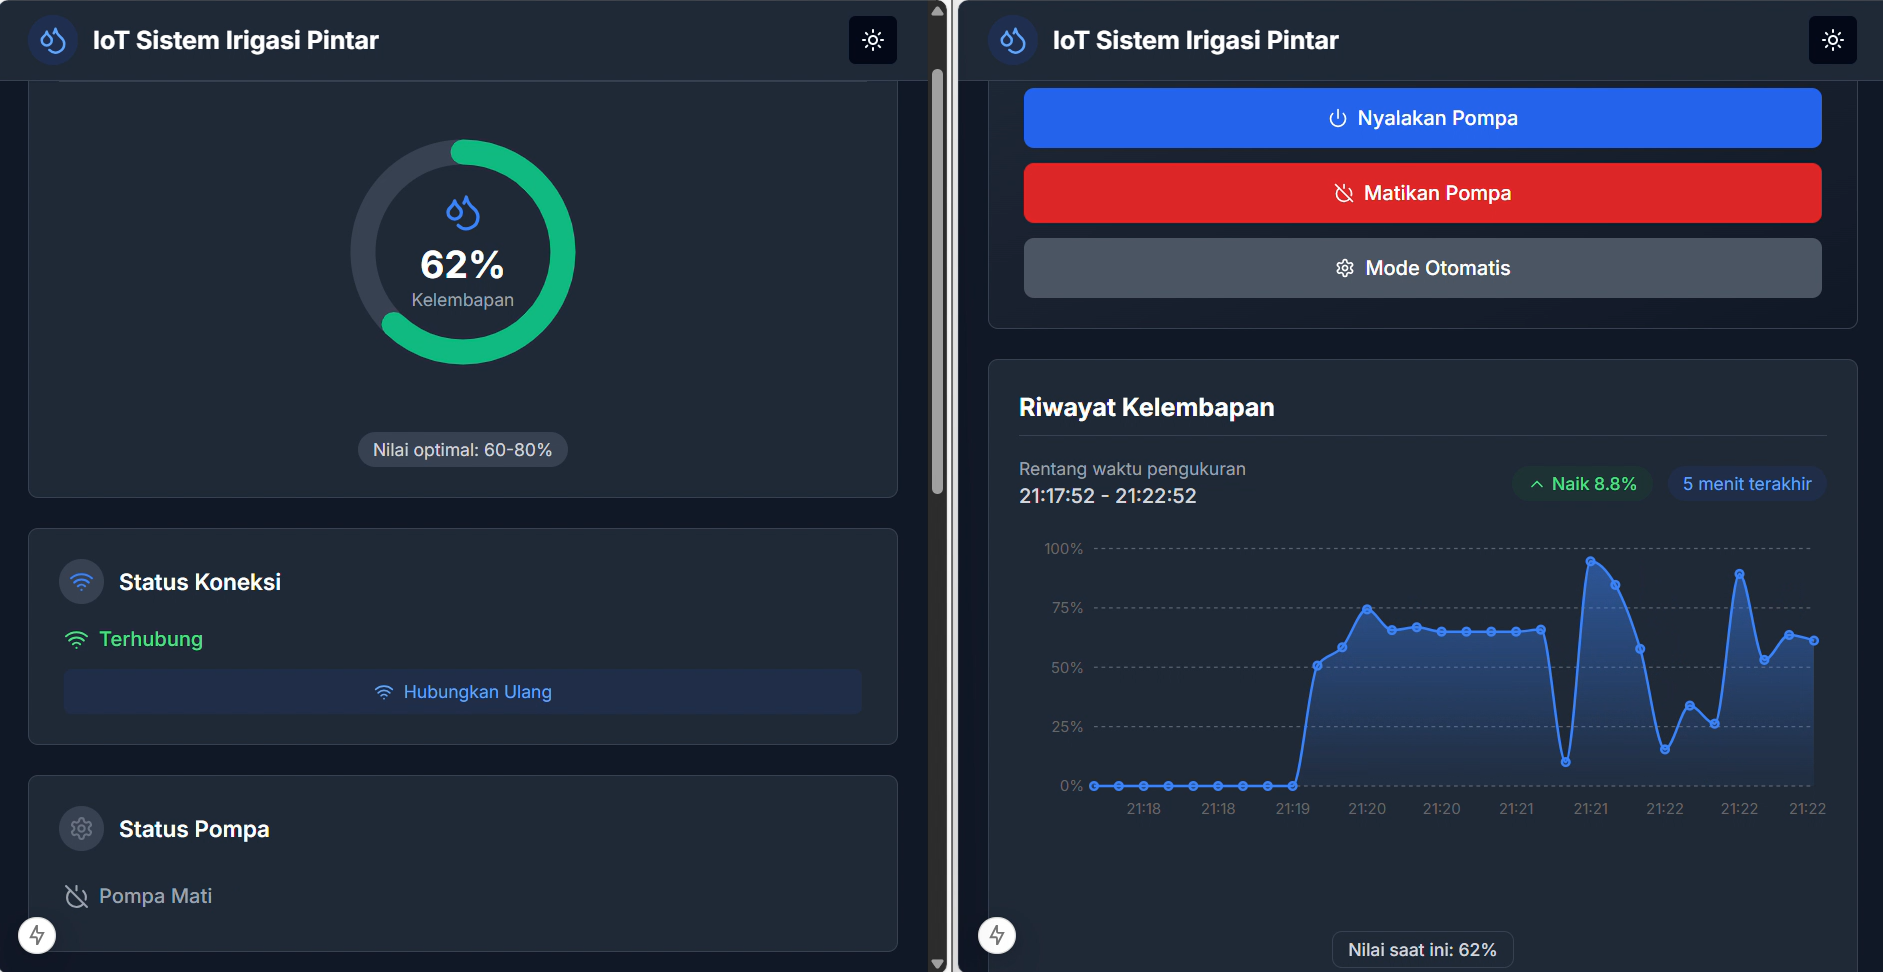 IoT Sistem Irigasi Pintar
62%
Kelembapan
Nilai optimal: 60-80%
Status Koneksi
Terhubung
Hubungkan Ulang
Status Pompa
Pompa Mati
IoT Sistem Irigasi Pintar
Nyalakan Pompa
Matikan Pompa
Mode Otomatis
Riwayat Kelembapan
Rentang waktu pengukuran
21:17:52 - 21:22:52
Naik 8.8%
5 menit terakhir
100%
75%
50%
25%
0%
21:18 21:18 21:19 21:20 21:20 21:21 21:21 21:22 21:22 21:22
Nilai saat ini: 62%